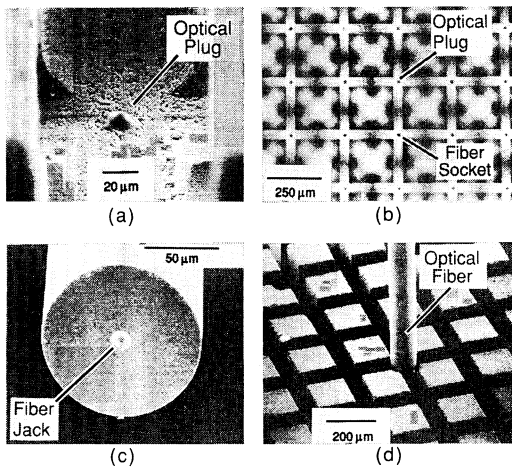 Optical
Plug
20 μm
(a)
Optical
Plug
Fiber
Socket
250 μm
(b)
50 μm
Fiber
Jack
(c)
Optical
Fiber
200 μm
(d)